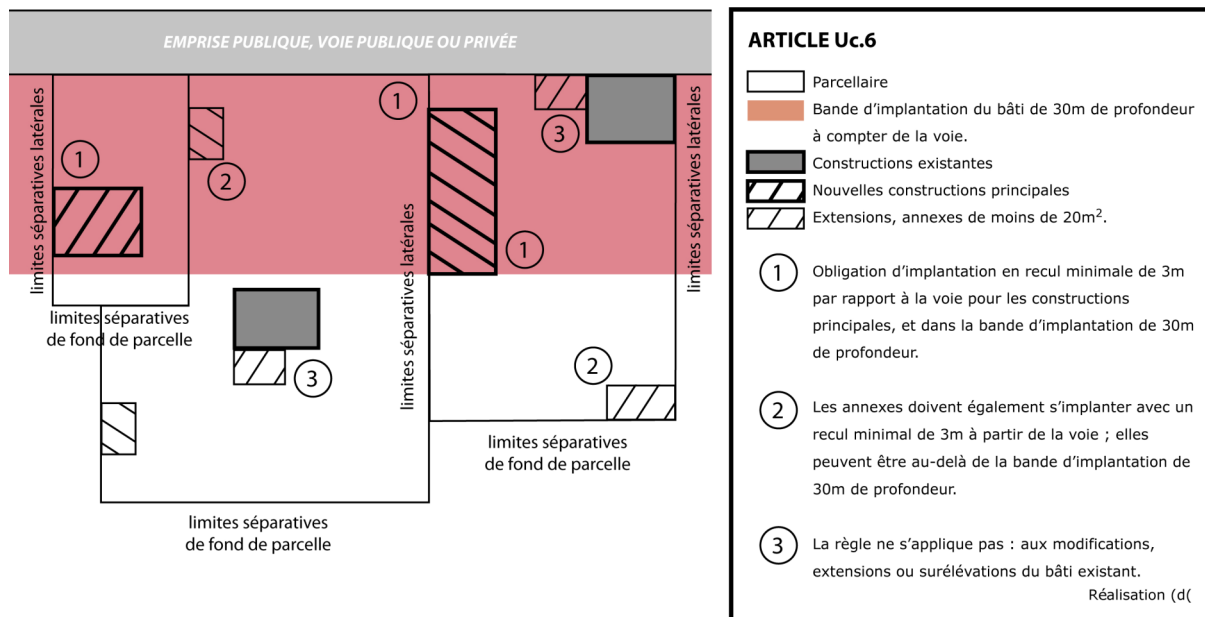 EMPRISE PUBLIQUE, VOIE PUBLIQUE OU PRIVÉE
limites séparatives latérales
1
2
limites séparatives
de fond de parcelle
3
limites séparatives latérales
limites séparatives
de fond de parcelle
1
1
3
2
limites séparatives
de fond de parcelle
limites séparatives latérales
ARTICLE Uc.6
Parcellaire
Bande d’implantation du bâti de 30m de profondeur
à compter de la voie.
Constructions existantes
Nouvelles constructions principales
Extensions, annexes de moins de 20m².
1
Obligation d’implantation en recul minimale de 3m
par rapport à la voie pour les constructions
principales, et dans la bande d’implantation de 30m
de profondeur.
2
Les annexes doivent également s’implanter avec un
recul minimal de 3m à partir de la voie ; elles
peuvent être au-delà de la bande d’implantation de
30m de profondeur.
3
La règle ne s’applique pas : aux modifications,
extensions ou surélévations du bâti existant.
Réalisation (d(